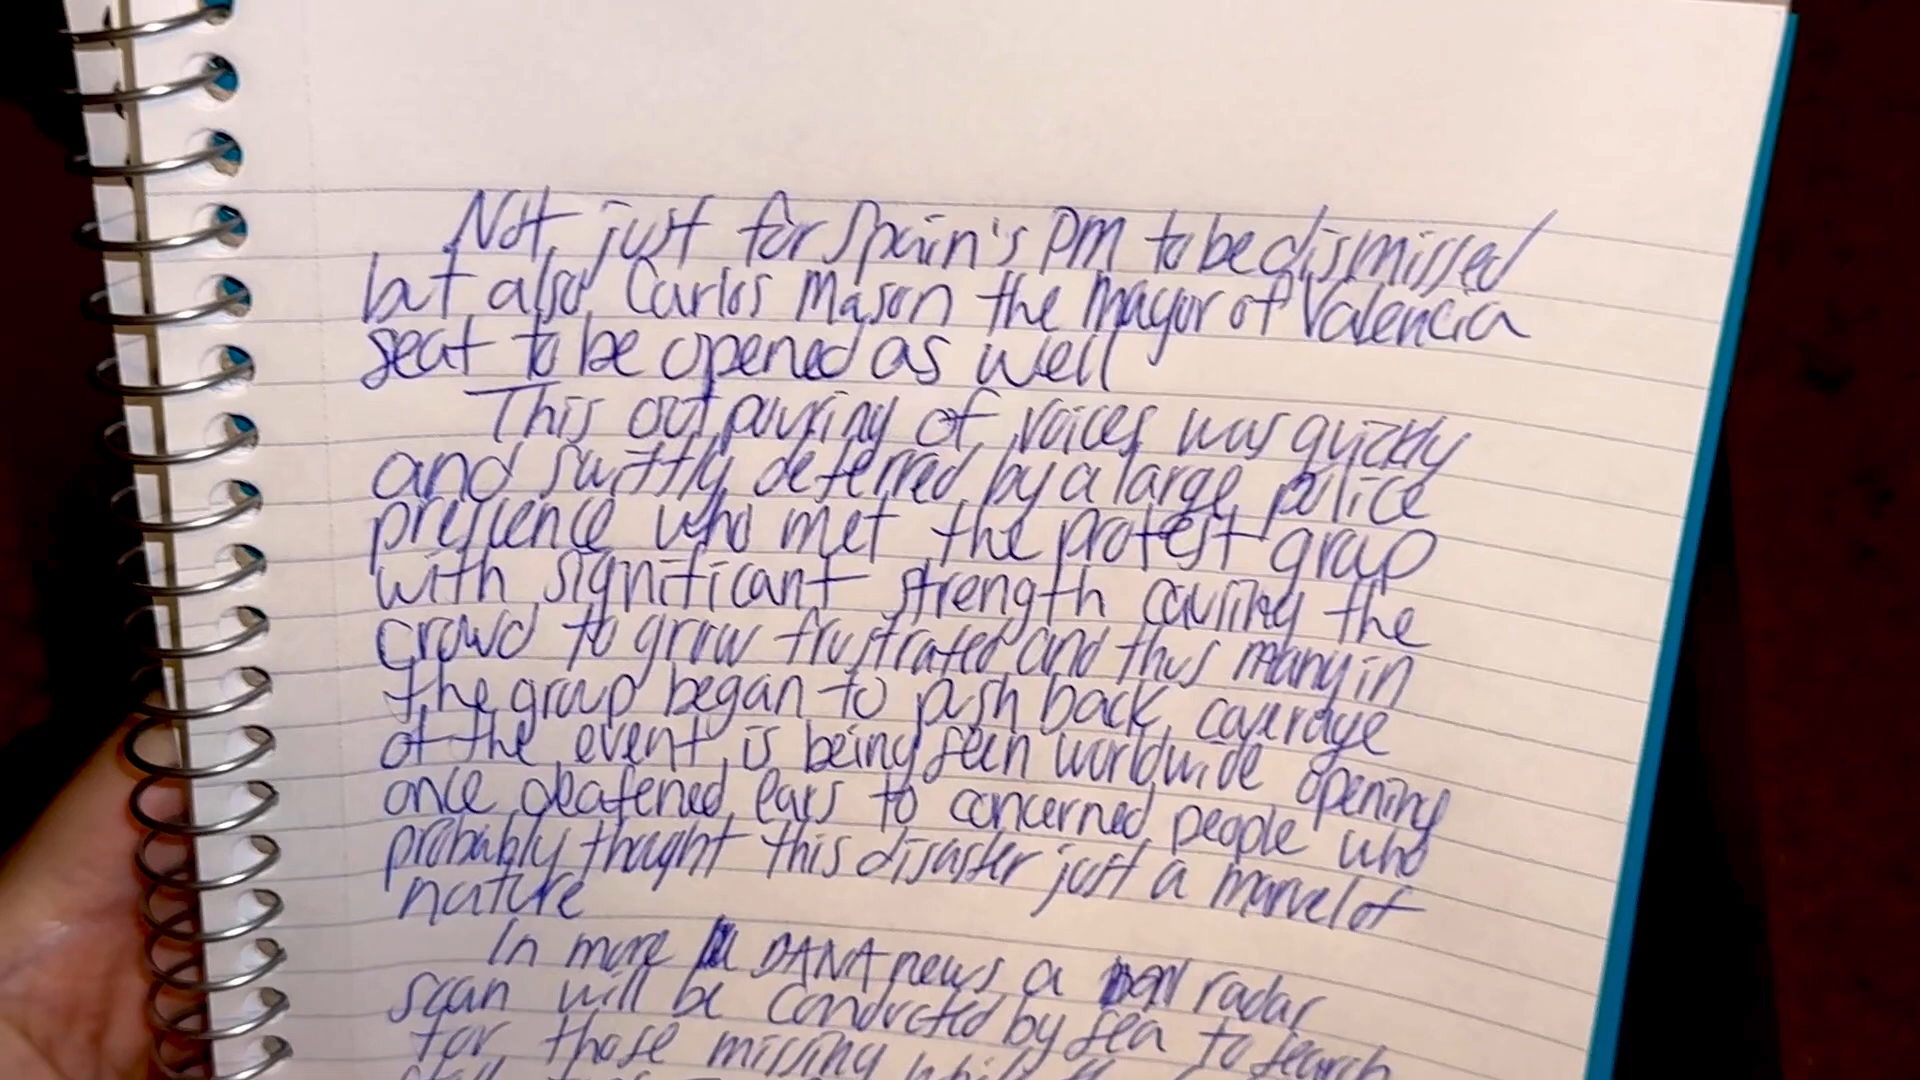 Not just for Spain's PM to be dismissed
but also Carlos Mason the Mayor of Valencia
seat to be opened as well
This outpouring of voices was quickly
and swiftly deferred by a large police
prescence who met the protest group
with significant strength causing the
crowd to grow frustrated and thus many in
the group began to push back, coverage
of the event is being seen worldwide opening
once deafened ears to concerned people who
probably thought this disaster just a marvel of
nature
In more DANA news a radar
scan will be conducted by sea to search
for those missing while